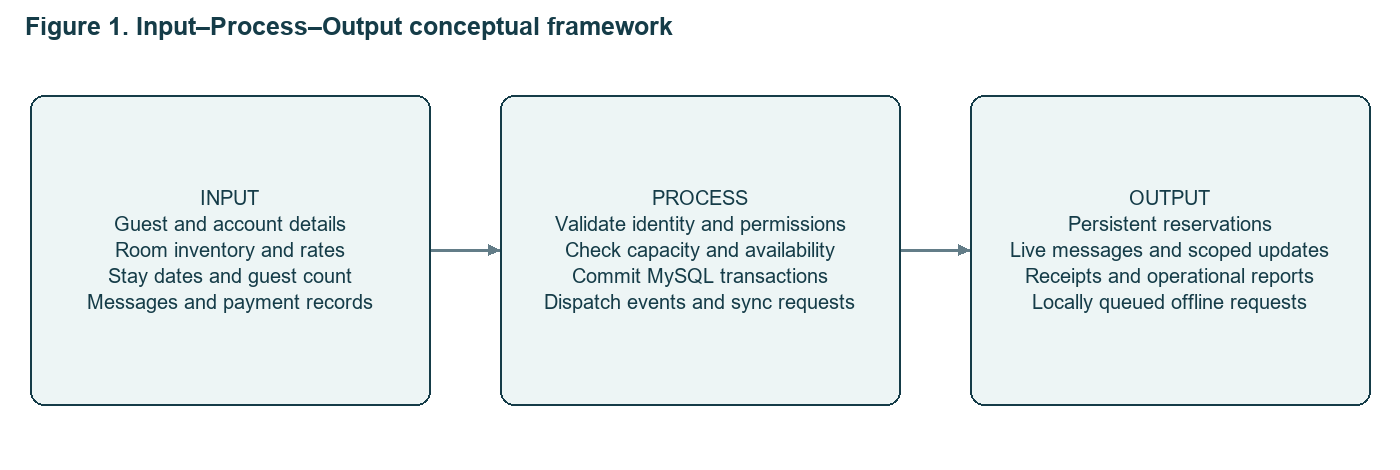 Figure 1. Input–Process–Output conceptual framework
INPUT
Guest and account details
Room inventory and rates
Stay dates and guest count
Messages and payment records
PROCESS
Validate identity and permissions
Check capacity and availability
Commit MySQL transactions
Dispatch events and sync requests
OUTPUT
Persistent reservations
Live messages and scoped updates
Receipts and operational reports
Locally queued offline requests